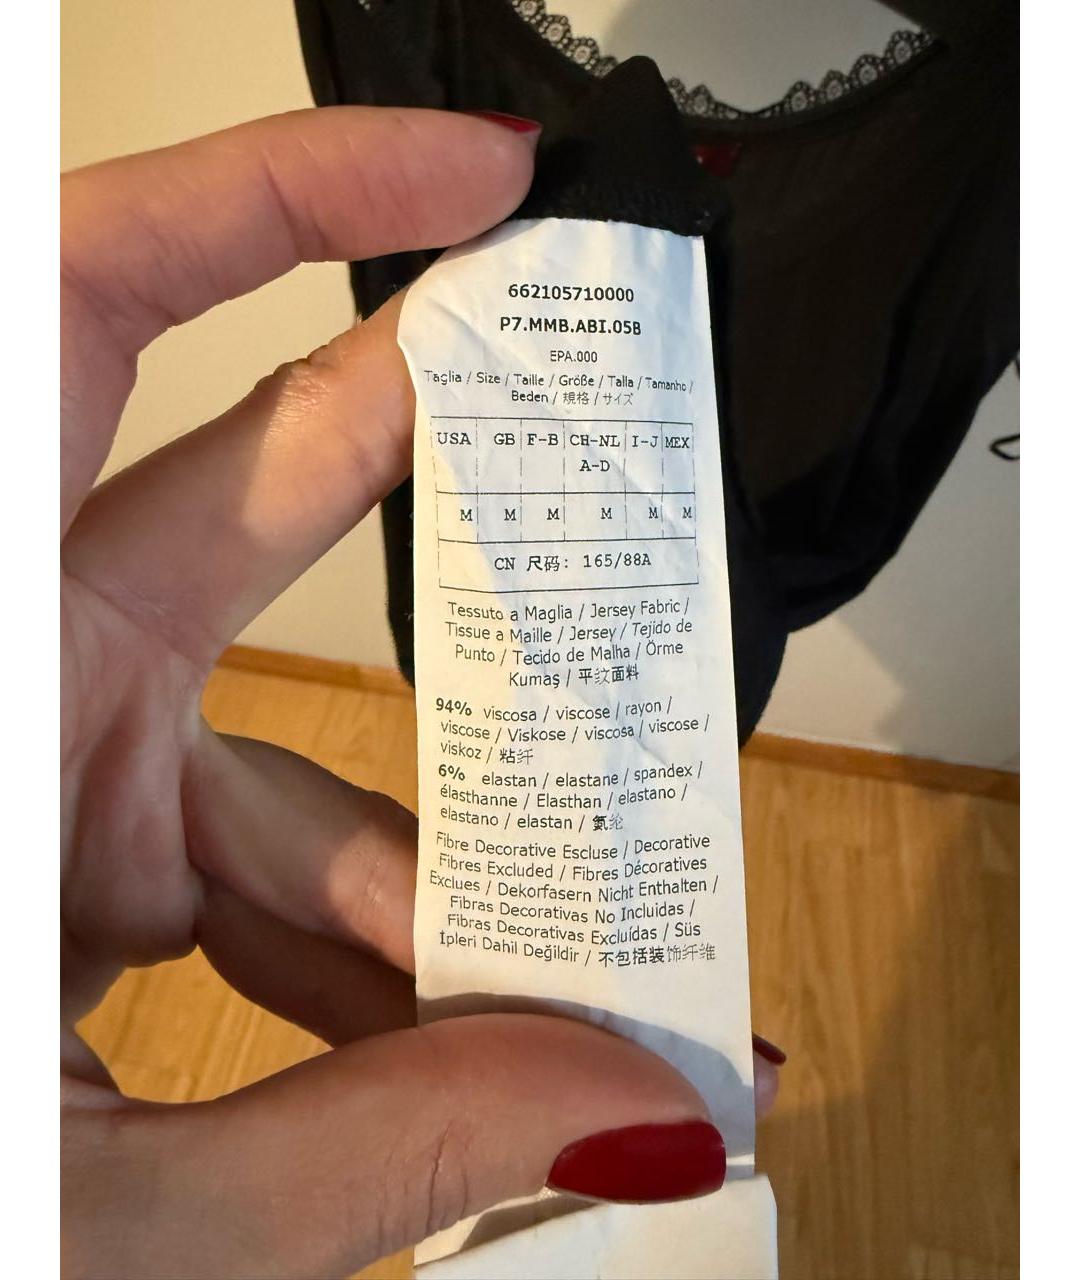 662105710000
P7.MMB.ABI.05B
EPA.000
Taglia / Size / Taille / Größe / Talla / Tamanho /
Beden / 規格 / サイズ
USA GB F-B CH-NL I-J MEX
A-D
M M M M M M
CN 尺码: 165/88A
Tessuto a Maglia / Jersey Fabric /
Tissue a Maille / Jersey / Tejido de
Punto / Tecido de Malha / Örme
Kumaş / 平纹面料
94% viscosa / viscose / rayon /
viscose / Viskose / viscosa / viscose /
viskoz / 粘纤
6% elastan / elastane / spandex /
élasthanne / Elasthan / elastano /
elastano / elastan / 氨纶
Fibre Decorative Escluse / Decorative
Fibres Excluded / Fibres Décoratives
Exclues / Dekorfasern Nicht Enthalten /
Fibras Decorativas No Incluidas /
Fibras Decorativas Excluídas / Süs
İpleri Dahil Değildir / 不包括装饰纤维